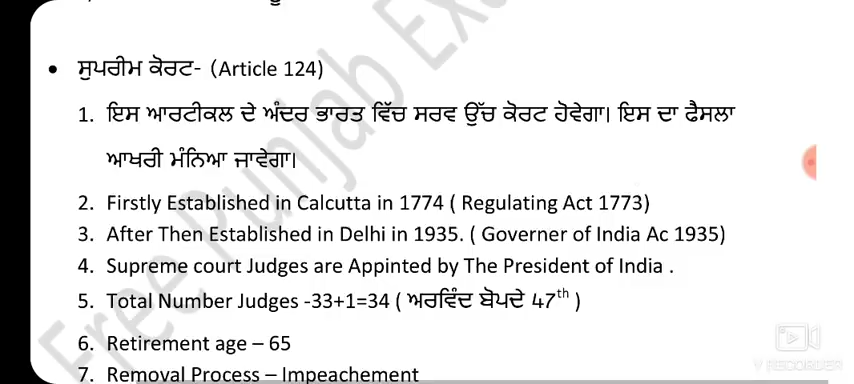 • ਸੁਪਰੀਮ ਕੋਰਟ- (Article 124)
1. ਇਸ ਆਰਟੀਕਲ ਦੇ ਅੰਦਰ ਭਾਰਤ ਵਿੱਚ ਸਰਵ ਉੱਚ ਕੋਰਟ ਹੋਵੇਗਾ। ਇਸ ਦਾ ਫੈਸਲਾ
ਆਖਰੀ ਮੰਨਿਆ ਜਾਵੇਗਾ।
2. Firstly Established in Calcutta in 1774 ( Regulating Act 1773)
3. After Then Established in Delhi in 1935. ( Governer of India Ac 1935)
4. Supreme court Judges are Appinted by The President of India .
5. Total Number Judges -33+1=34 ( ਅਰਵਿੰਦ ਬੋਪਦੇ 47th )
6. Retirement age – 65
7. Removal Process – Impeachement
Free Punjab Exa
V RECORDER